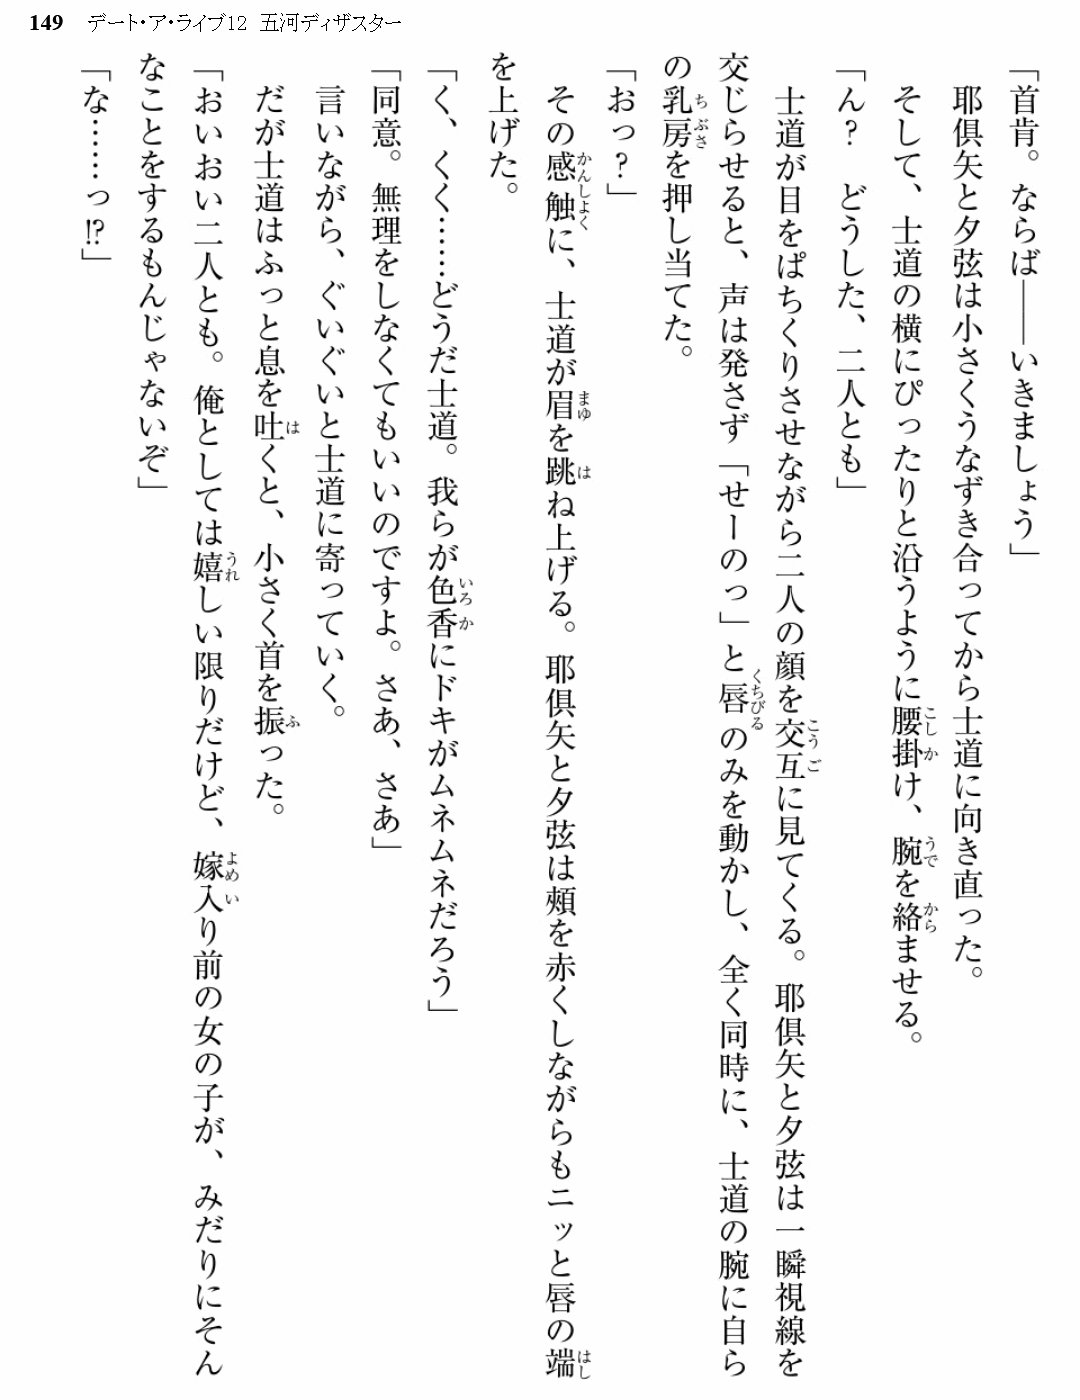 149 デート・ア・ライブ12 五河ディザスター
「首肯。ならば――いきましょう」
耶倶矢と夕弦は小さくうなずき合ってから士道に向き直った。
そして、士道の横にぴったりと沿うように腰掛け、腕を絡ませる。
「ん？　どうした、二人とも」
士道が目をぱちくりさせながら二人の顔を交互に見てくる。耶倶矢と夕弦は一瞬視線を
交じらせると、声は発さず「せーのっ」と唇のみを動かし、全く同時に、士道の腕に自ら
の乳房を押し当てた。
「おっ？」
その感触に、士道が眉を跳ね上げる。耶倶矢と夕弦は頬を赤くしながらもニッと唇の端
を上げた。
「く、くく……どうだ士道。我らが色香にドキがムネムネだろう」
「同意。無理をしなくてもいいのですよ。さあ、さあ」
言いながら、ぐいぐいと士道に寄っていく。
だが士道はふっと息を吐くと、小さく首を振った。
「おいおい二人とも。俺としては嬉しい限りだけど、嫁入り前の女の子が、みだりにそん
なことをするもんじゃないぞ」
「な……っ!?」